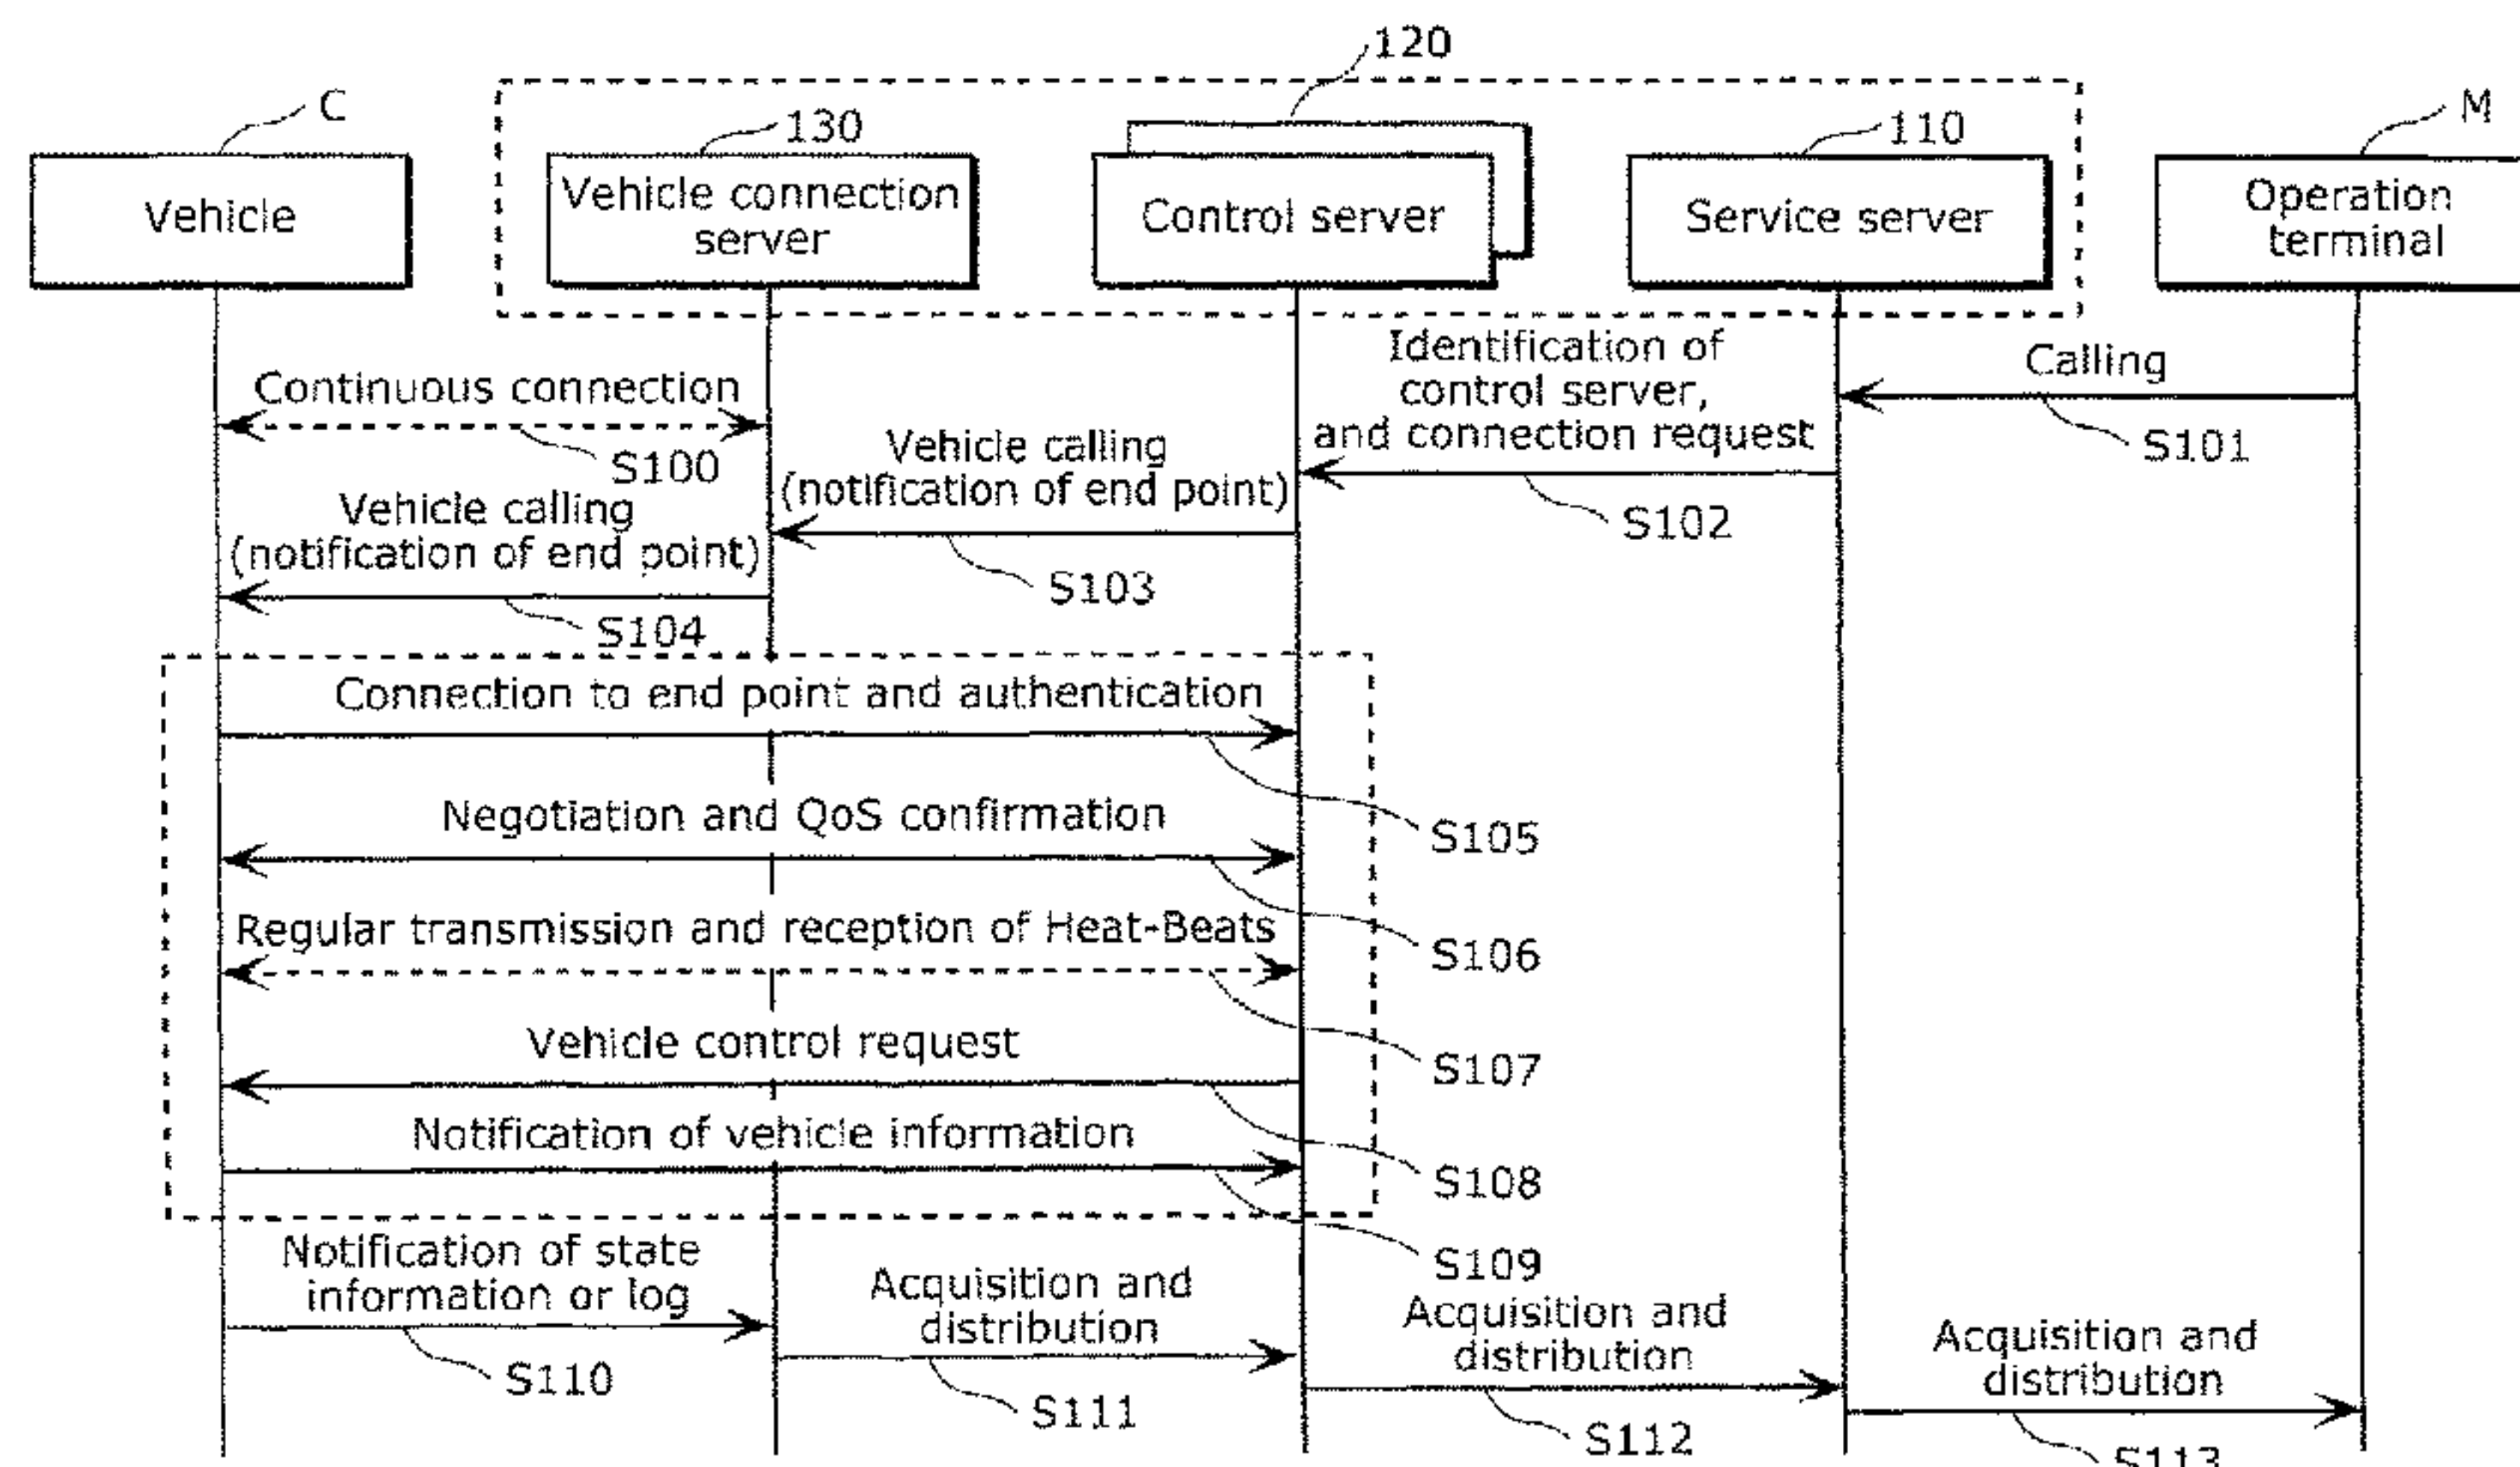 120
C
130
110
M
Vehicle
Vehicle connection
server
Control server
Service server
Operation
terminal
Continuous connection
S100
Identification of
control server,
and connection request
Calling
S101
Vehicle calling
(notification of end point)
S102
S103
Vehicle calling
(notification of end point)
S104
Connection to end point and authentication
S105
Negotiation and QoS confirmation
S106
Regular transmission and reception of Heat-Beats
S107
Vehicle control request
S108
Notification of vehicle information
S109
Notification of state
information or log
S110
Acquisition and
distribution
S111
Acquisition and
distribution
S112
Acquisition and
distribution
S113